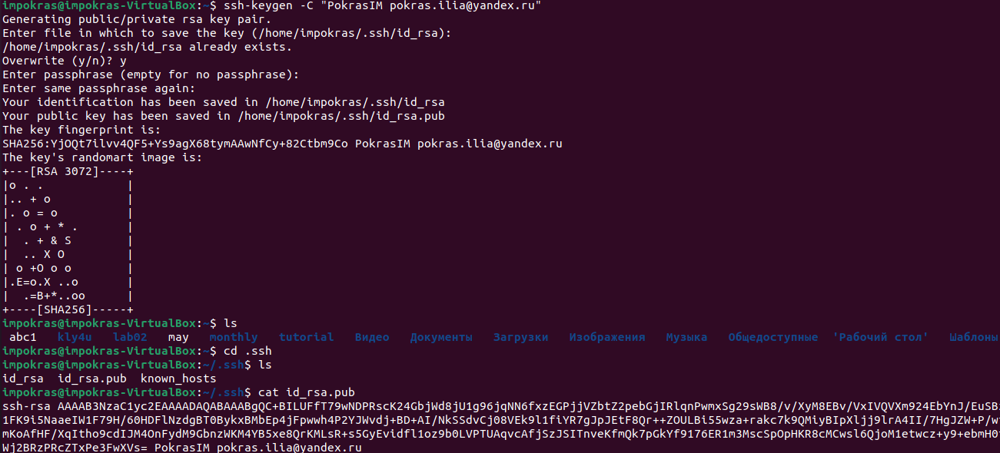 impokras@impokras-VirtualBox:~$ ssh-keygen -C "PokrasIM pokras.ilia@yandex.ru"
Generating public/private rsa key pair.
Enter file in which to save the key (/home/impokras/.ssh/id_rsa):
/home/impokras/.ssh/id_rsa already exists.
Overwrite (y/n)? y
Enter passphrase (empty for no passphrase):
Enter same passphrase again:
Your identification has been saved in /home/impokras/.ssh/id_rsa
Your public key has been saved in /home/impokras/.ssh/id_rsa.pub
The key fingerprint is:
SHA256:YjOQt7ilvv4QF5+Ys9agX68tymAAwNfCy+82Ctbm9Co PokrasIM pokras.ilia@yandex.ru
The key's randomart image is:
+---[RSA 3072]----+
|o . .            |
|.. + o           |
|. o = o          |
| . o + * .       |
|  . + & S        |
|  .. X O         |
| o +O o o        |
|.E=o.X ..o       |
|  .=B+*..oo      |
+----[SHA256]-----+
impokras@impokras-VirtualBox:~$ ls
abc1 kly4u lab02 may monthly tutorial Видео Документы Загрузки Изображения Музыка Общедоступные 'Рабочий стол' Шаблоны
impokras@impokras-VirtualBox:~$ cd .ssh
impokras@impokras-VirtualBox:~/.ssh$ ls
id_rsa id_rsa.pub known_hosts
impokras@impokras-VirtualBox:~/.ssh$ cat id_rsa.pub
ssh-rsa AAAAB3NzaC1yc2EAAAADAQABAAABgQC+BILUFfT79wNDPRscK24GbjWd8jU1g96jqNN6fxzEGPjjVZbtZ2pebGjIRlqnPwmxSg29sWB8/v/XyM8EBv/VxIVQVXm924EbYnJ/EuSB
1FK9i5NaaeIW1F79H/60HDFlNzdgBT0BykxBMbEp4jFpwwh4P2YJWvdj+BD+AI/NkSSdvCj08VEk9l1fiYR7gJpJEtF8Qr++ZOULBi55wza+rakc7k9QMiyBIpXljj9lrA4II/7HgJZW+P/w
mKoAfHF/XqItho9cdIJM4OnFydM9GbnzWKM4YB5xe8QrKMLsR+s5GyEvidfl1oz9b0LVPTUAqvcAfjSzJSITnveKfmQk7pGkYf9176ER1m3MscSpOpHKR8cMCwsl6QjoM1etwcz+y9+ebmH0
Wj2BRzPRcZTxPe3FwXVs= PokrasIM pokras.ilia@yandex.ru